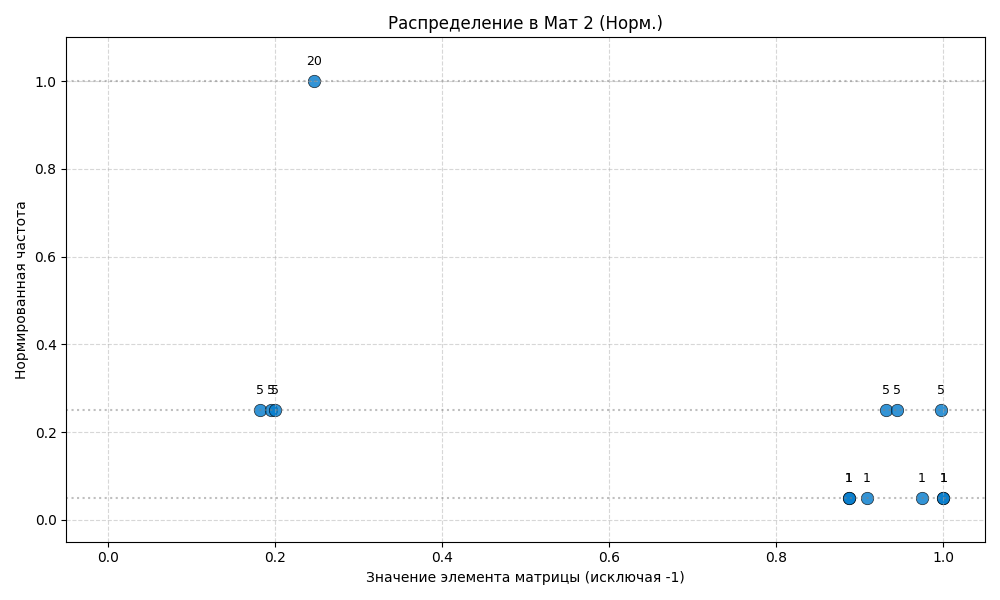 Распределение в Мат 2 (Норм.)
20
1.0
0.8
0.6
Нормированная частота
0.4
5 5 5 5 5 5
0.2
1 1 1 1
0.0
0.0 0.2 0.4 0.6 0.8 1.0
Значение элемента матрицы (исключая -1)